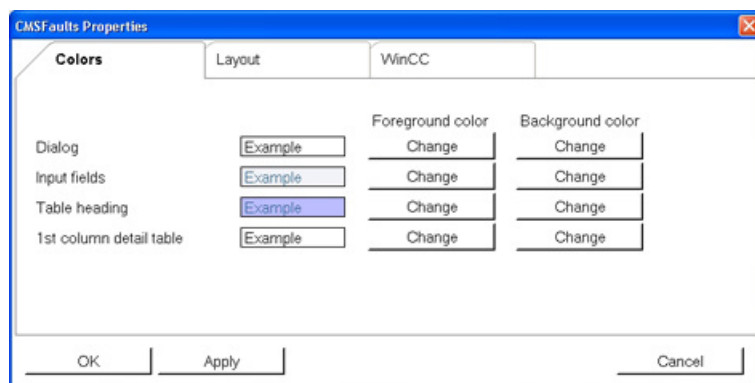 CMSFaults Properties
Colors Layout WinCC
Foreground color Background color
Dialog Example Change Change
Input fields Example Change Change
Table heading Example Change Change
1st column detail table Example Change Change
OK Apply Cancel